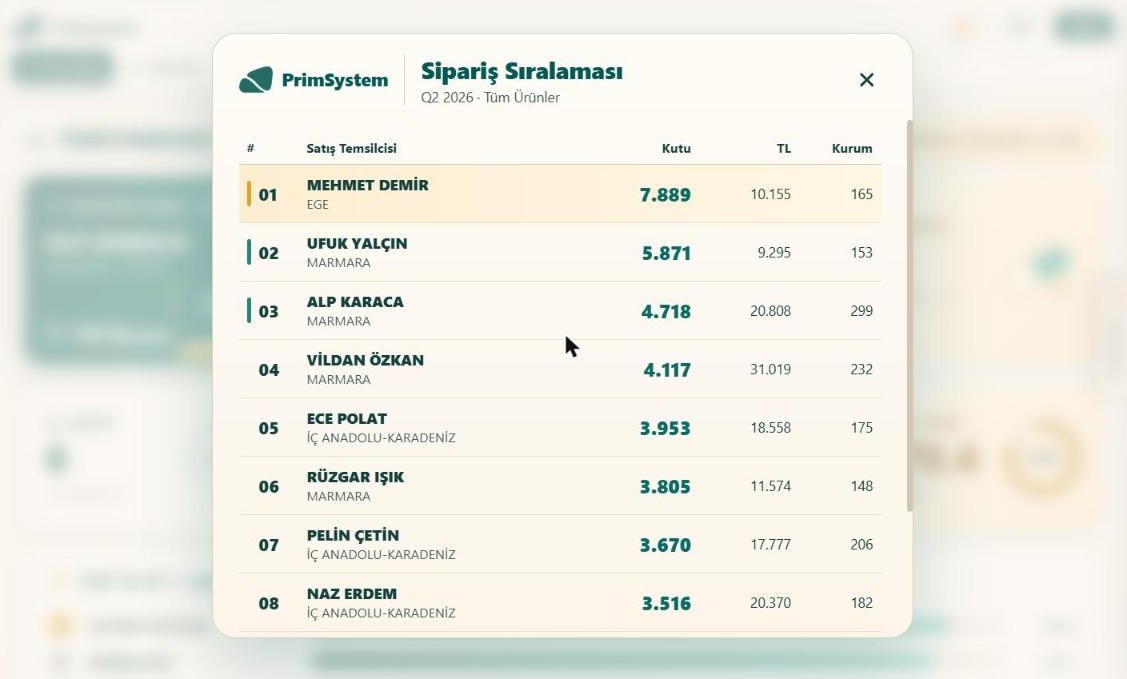 PrimSystem
Sipariş Sıralaması
Q2 2026 · Tüm Ürünler
# Satış Temsilcisi Kutu TL Kurum
01 MEHMET DEMİR 7.889 10.155 165
EGE
02 UFUK YALÇIN 5.871 9.295 153
MARMARA
03 ALP KARACA 4.718 20.808 299
MARMARA
04 VİLDAN ÖZKAN 4.117 31.019 232
MARMARA
05 ECE POLAT 3.953 18.558 175
İÇ ANADOLU-KARADENİZ
06 RÜZGAR IŞIK 3.805 11.574 148
MARMARA
07 PELİN ÇETİN 3.670 17.777 206
İÇ ANADOLU-KARADENİZ
08 NAZ ERDEM 3.516 20.370 182
İÇ ANADOLU-KARADENİZ